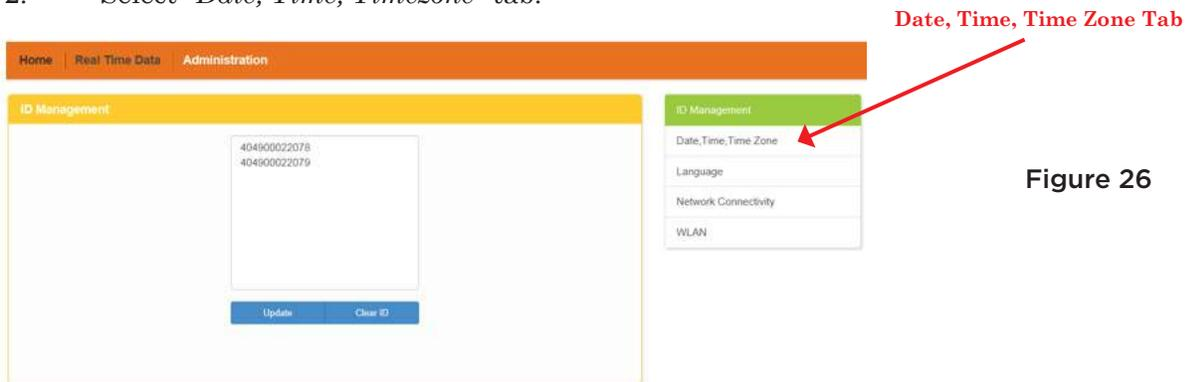 2. Select "Date, Time, Timezone" tab.
Date, Time, Time Zone Tab
Home Real Time Data Administration
ID Management
404900022078
404900022079
Update Clear ID
ID Management
Date,Time,Time Zone
Language
Network Connectivity
WLAN
Figure 26